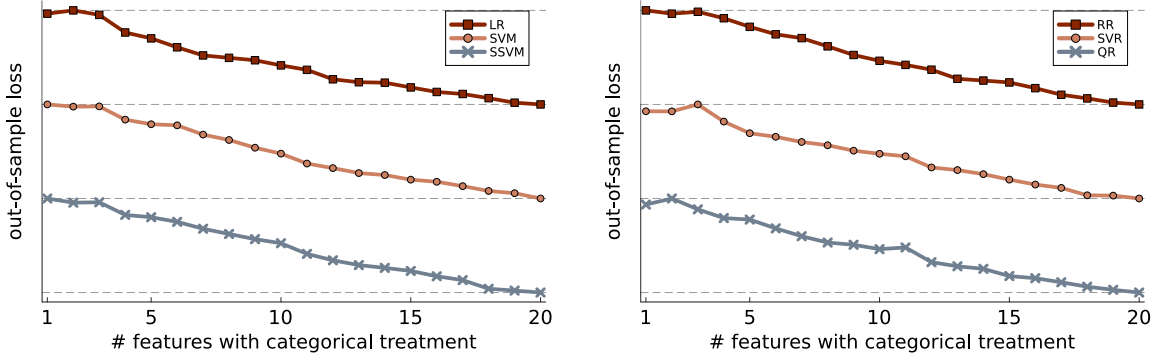 out-of-sample loss
LR
SVM
SSVM
1
5
10
15
20
# features with categorical treatment
out-of-sample loss
RR
SVR
QR
1
5
10
15
20
# features with categorical treatment